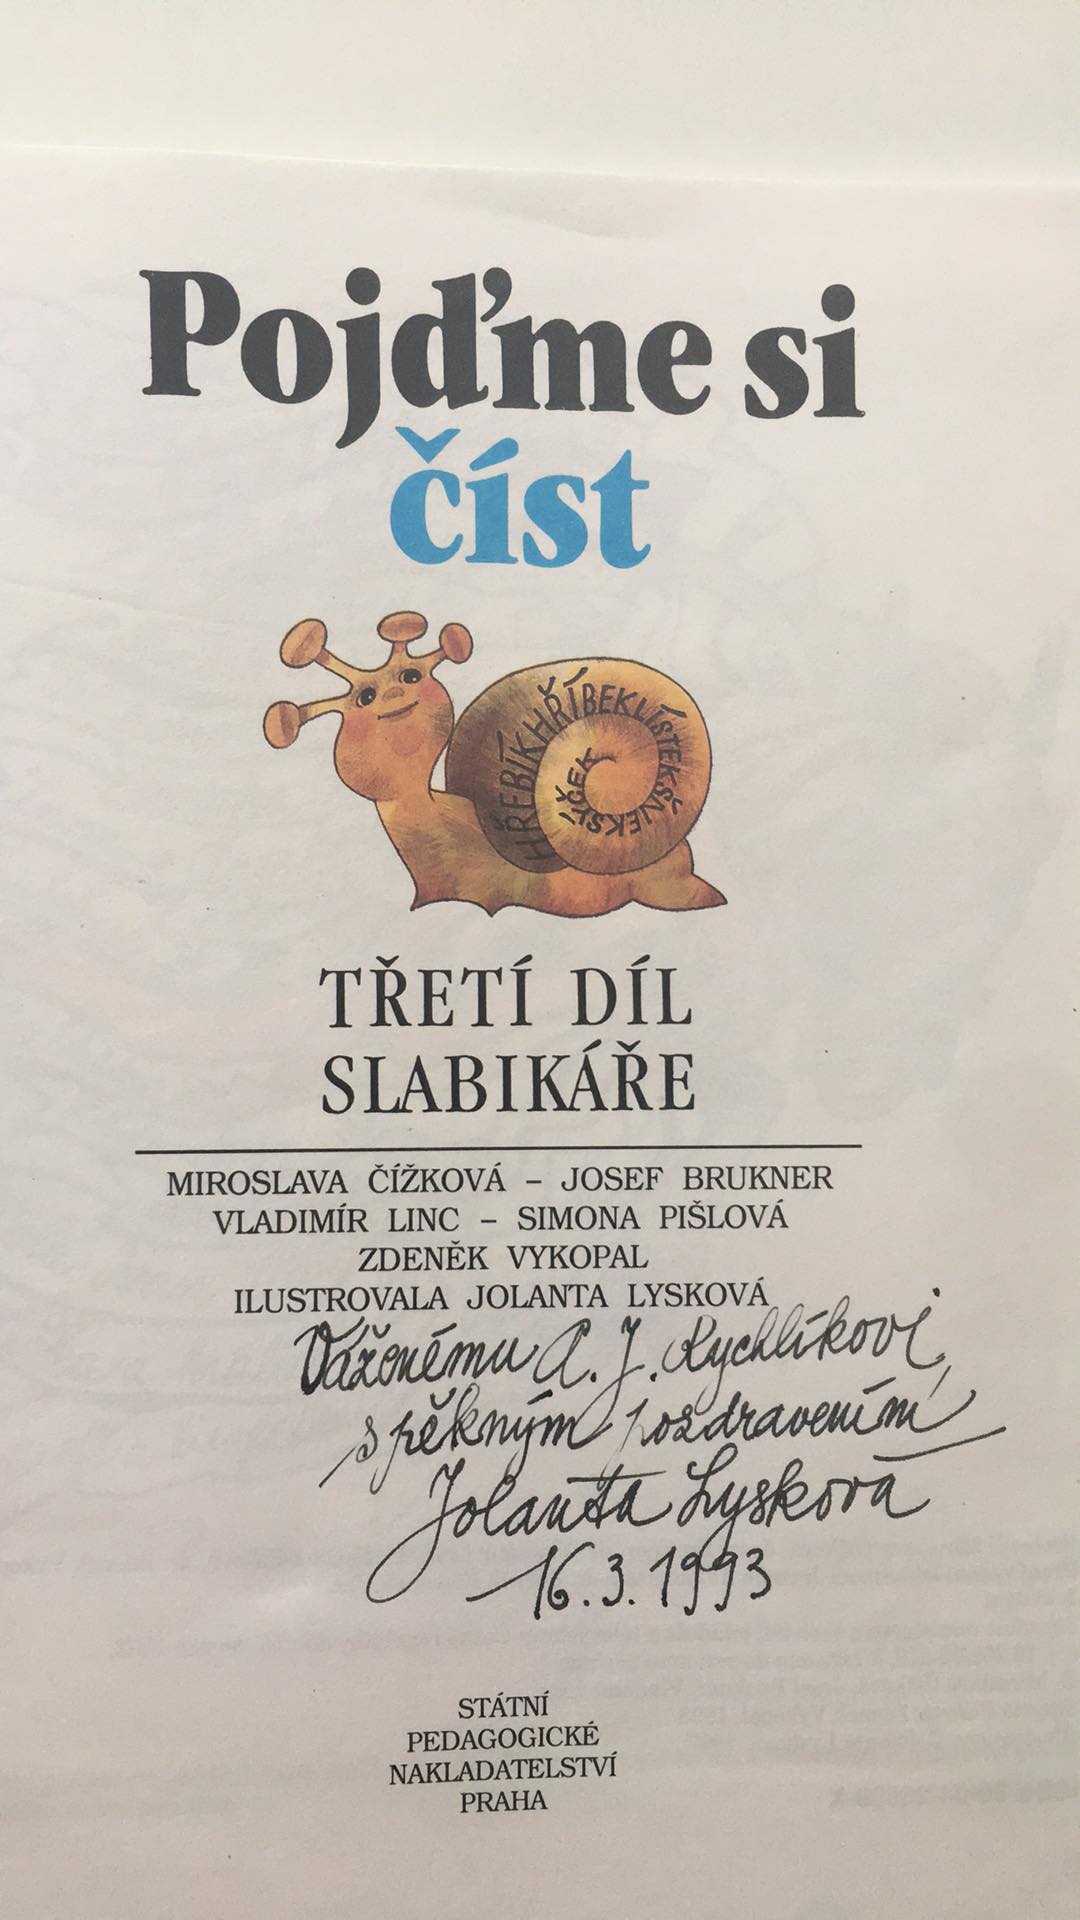 Pojďme si
číst
HŘEBÍKHŘÍBEKLÍSTEKŠNEKSÍČEK
TŘETÍ DÍL
SLABIKÁŘE
MIROSLAVA ČÍŽKOVÁ – JOSEF BRUKNER
VLADIMÍR LINC – SIMONA PIŠLOVÁ
ZDENĚK VYKOPAL
ILUSTROVALA JOLANTA LYSKOVÁ
Váženému A. J. Rychlíkovi,
s pěkným pozdravením
Jolanta Lysková
16.3.1993
STÁTNÍ
PEDAGOGICKÉ
NAKLADATELSTVÍ
PRAHA